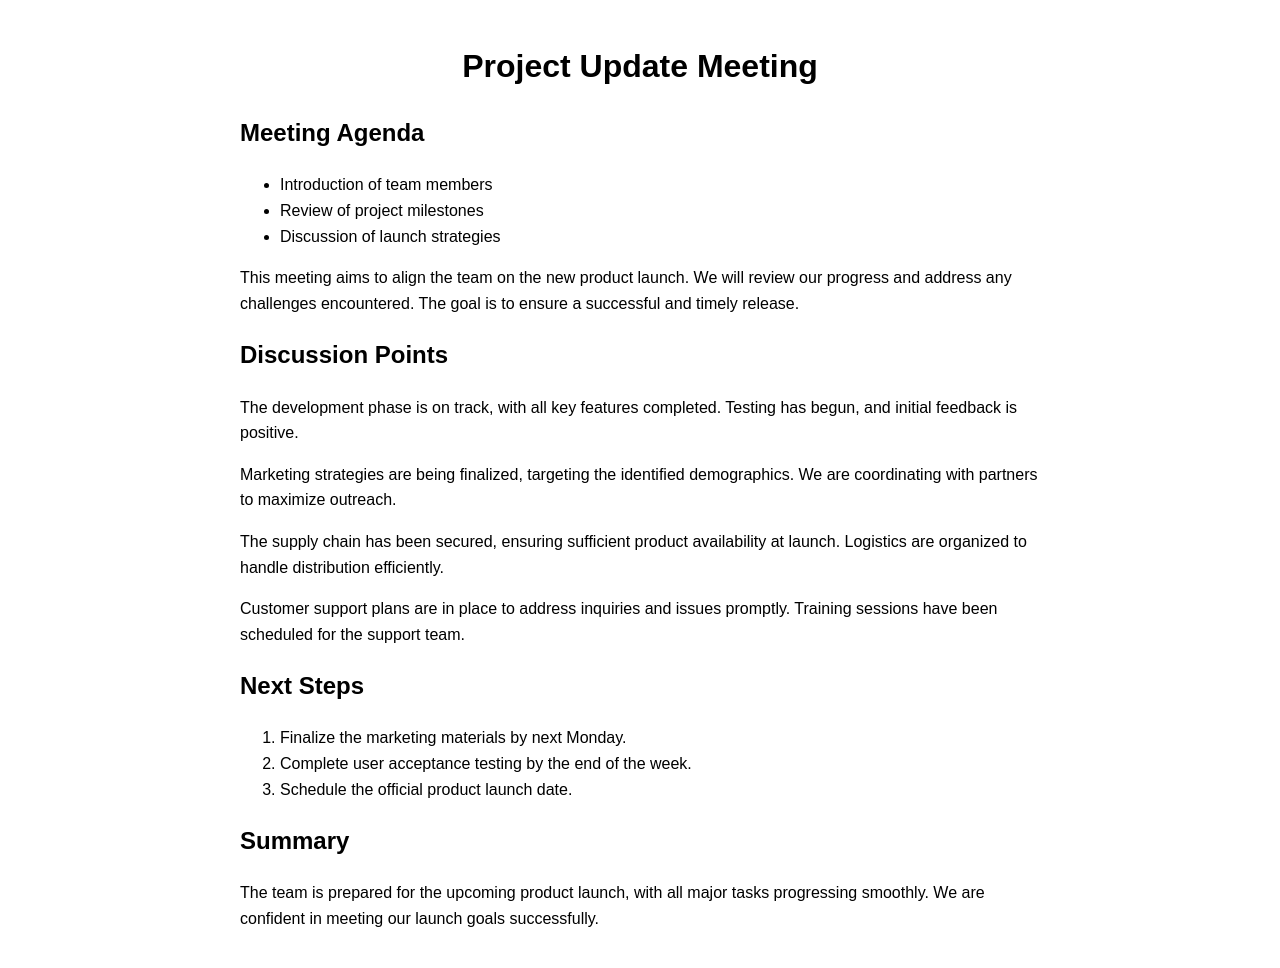 Project Update Meeting
Meeting Agenda
• Introduction of team members
• Review of project milestones
• Discussion of launch strategies
This meeting aims to align the team on the new product launch. We will review our progress and address any
challenges encountered. The goal is to ensure a successful and timely release.
Discussion Points
The development phase is on track, with all key features completed. Testing has begun, and initial feedback is
positive.
Marketing strategies are being finalized, targeting the identified demographics. We are coordinating with partners
to maximize outreach.
The supply chain has been secured, ensuring sufficient product availability at launch. Logistics are organized to
handle distribution efficiently.
Customer support plans are in place to address inquiries and issues promptly. Training sessions have been
scheduled for the support team.
Next Steps
1. Finalize the marketing materials by next Monday.
2. Complete user acceptance testing by the end of the week.
3. Schedule the official product launch date.
Summary
The team is prepared for the upcoming product launch, with all major tasks progressing smoothly. We are
confident in meeting our launch goals successfully.